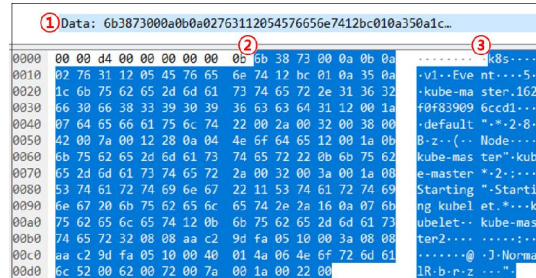 ① Data: 6b3873000a0b0a02763112054576656e7412bc010a350a1c…
② ③
0000 00 00 d4 00 00 00 00 00 0b 6b 38 73 00 0a 0b 0a ········ ·k8s····
0010 02 76 31 12 05 45 76 65 6e 74 12 bc 01 0a 35 0a ·v1··Eve nt····5·
0020 1c 6b 75 62 65 2d 6d 61 73 74 65 72 2e 31 36 32 ·kube-ma ster.162
0030 66 30 66 38 33 39 30 39 36 63 63 64 31 12 00 1a f0f83909 6ccd1···
0040 07 64 65 66 61 75 6c 74 22 00 2a 00 32 00 38 00 ·default "·*·2·8·
0050 42 00 7a 00 12 28 0a 04 4e 6f 64 65 12 00 1a 0b B·z··(·· Node····
0060 6b 75 62 65 2d 6d 61 73 74 65 72 22 0b 6b 75 62 kube-mas ter"·kub
0070 65 2d 6d 61 73 74 65 72 2a 00 32 00 3a 00 1a 08 e-master *·2·:···
0080 53 74 61 72 74 69 6e 67 22 11 53 74 61 72 74 69 Starting "·Starti
0090 6e 67 20 6b 75 62 65 6c 65 74 2e 2a 16 0a 07 6b ng kubel et.*···k
00a0 75 62 65 6c 65 74 12 0b 6b 75 62 65 2d 6d 61 73 ubelet·· kube-mas
00b0 74 65 72 32 08 08 aa c2 9d fa 05 10 00 3a 08 08 ter2···· ·····:··
00c0 aa c2 9d fa 05 10 00 40 01 4a 06 4e 6f 72 6d 61 ·······@ ·J·Norma
00d0 6c 52 00 62 00 72 00 7a 00 1a 00 22 00 lR·b·r·z ···"·